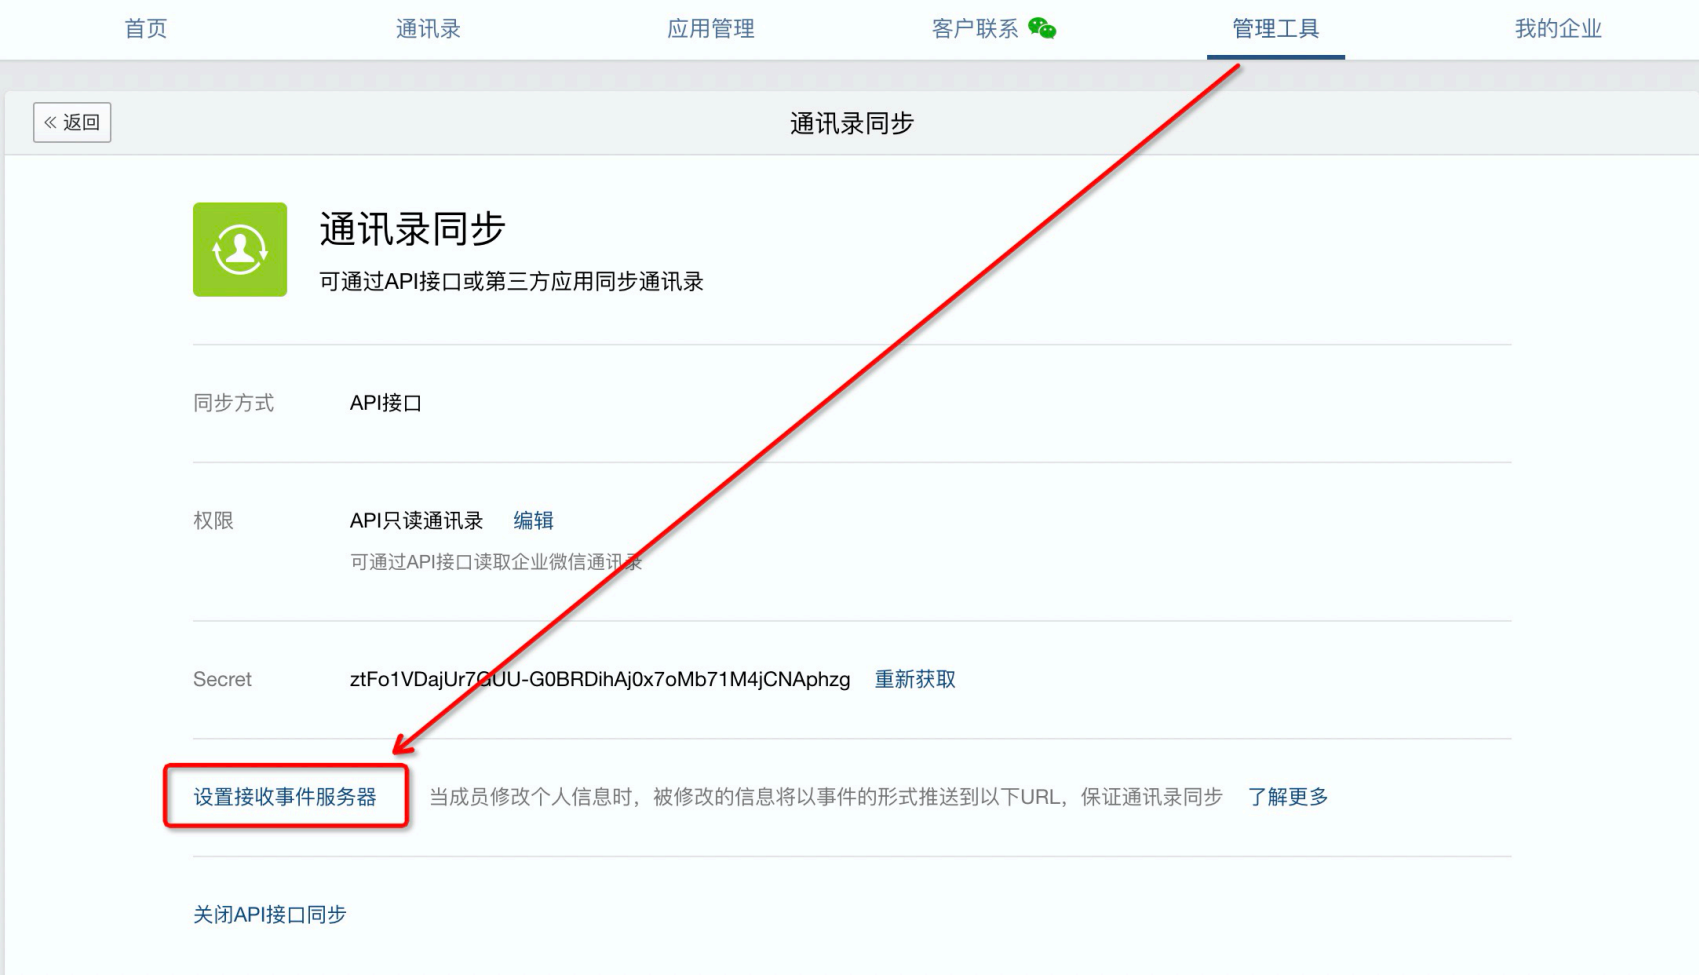 首页 通讯录 应用管理 客户联系 管理工具 我的企业
« 返回 通讯录同步
通讯录同步
可通过API接口或第三方应用同步通讯录
同步方式 API接口
权限 API只读通讯录 编辑
可通过API接口读取企业微信通讯录
Secret ztFo1VDajUr7GUU-G0BRDihAj0x7oMb71M4jCNAphzg 重新获取
设置接收事件服务器 当成员修改个人信息时，被修改的信息将以事件的形式推送到以下URL，保证通讯录同步 了解更多
关闭API接口同步